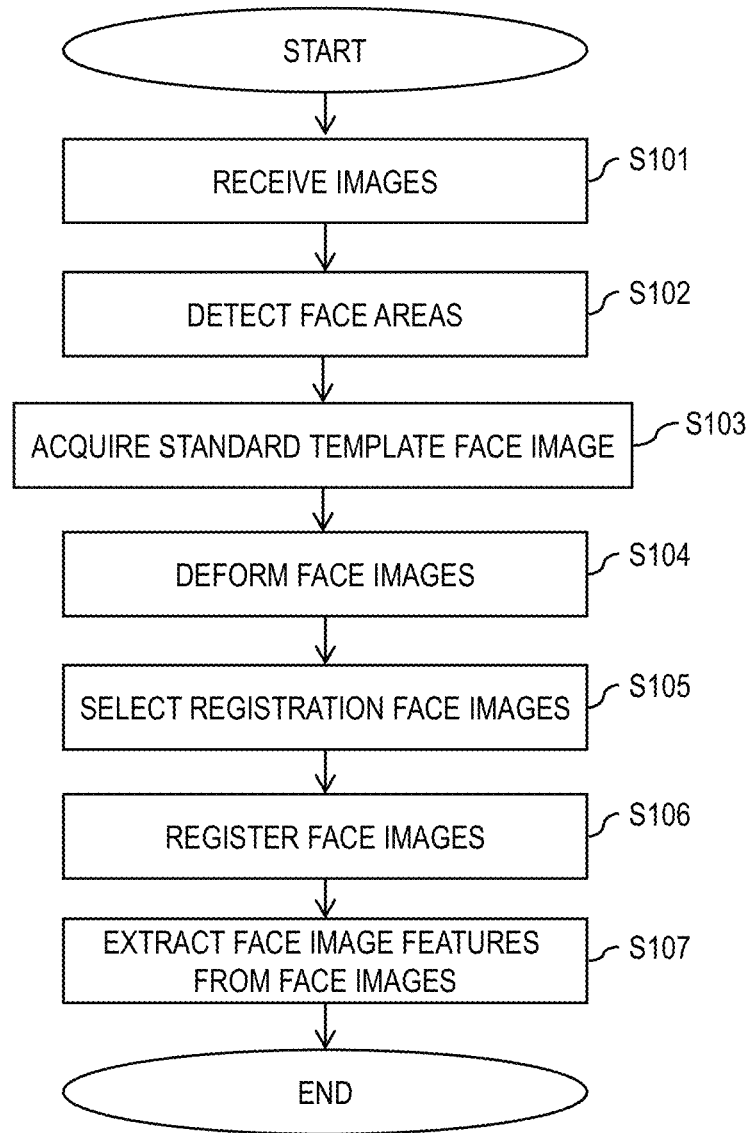 START
RECEIVE IMAGES
S101
DETECT FACE AREAS
S102
ACQUIRE STANDARD TEMPLATE FACE IMAGE
S103
DEFORM FACE IMAGES
S104
SELECT REGISTRATION FACE IMAGES
S105
REGISTER FACE IMAGES
S106
EXTRACT FACE IMAGE FEATURES
FROM FACE IMAGES
S107
END